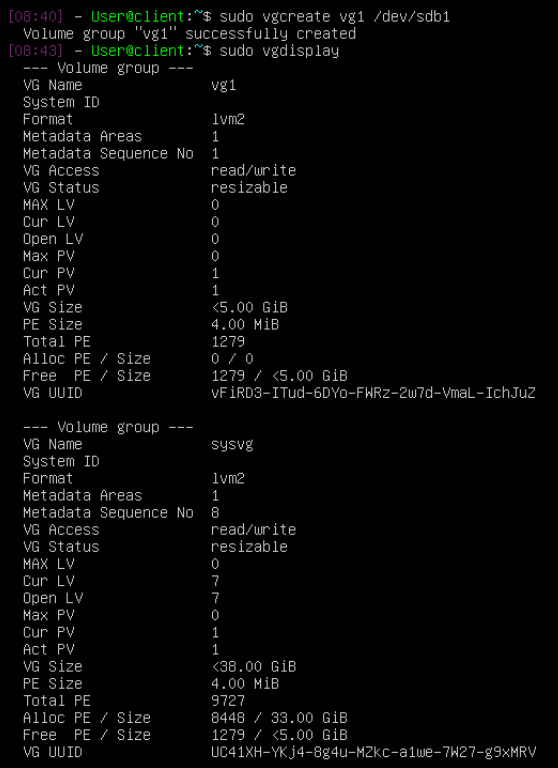 [08:40] - User@client:~$ sudo vgcreate vg1 /dev/sdb1
Volume group "vg1" successfully created
[08:43] - User@client:~$ sudo vgdisplay
--- Volume group ---
VG Name vg1
System ID
Format lvm2
Metadata Areas 1
Metadata Sequence No 1
VG Access read/write
VG Status resizable
MAX LV 0
Cur LV 0
Open LV 0
Max PV 0
Cur PV 1
Act PV 1
VG Size <5.00 GiB
PE Size 4.00 MiB
Total PE 1279
Alloc PE / Size 0 / 0
Free PE / Size 1279 / <5.00 GiB
VG UUID vFiRD3-ITud-6DYo-FWRz-2w7d-VmaL-IchJuZ
--- Volume group ---
VG Name sysvg
System ID
Format lvm2
Metadata Areas 1
Metadata Sequence No 8
VG Access read/write
VG Status resizable
MAX LV 0
Cur LV 7
Open LV 7
Max PV 0
Cur PV 1
Act PV 1
VG Size <38.00 GiB
PE Size 4.00 MiB
Total PE 9727
Alloc PE / Size 8448 / 33.00 GiB
Free PE / Size 1279 / <5.00 GiB
VG UUID UC41XH-YKj4-8g4u-MZkc-a1we-7W27-g9xMRV